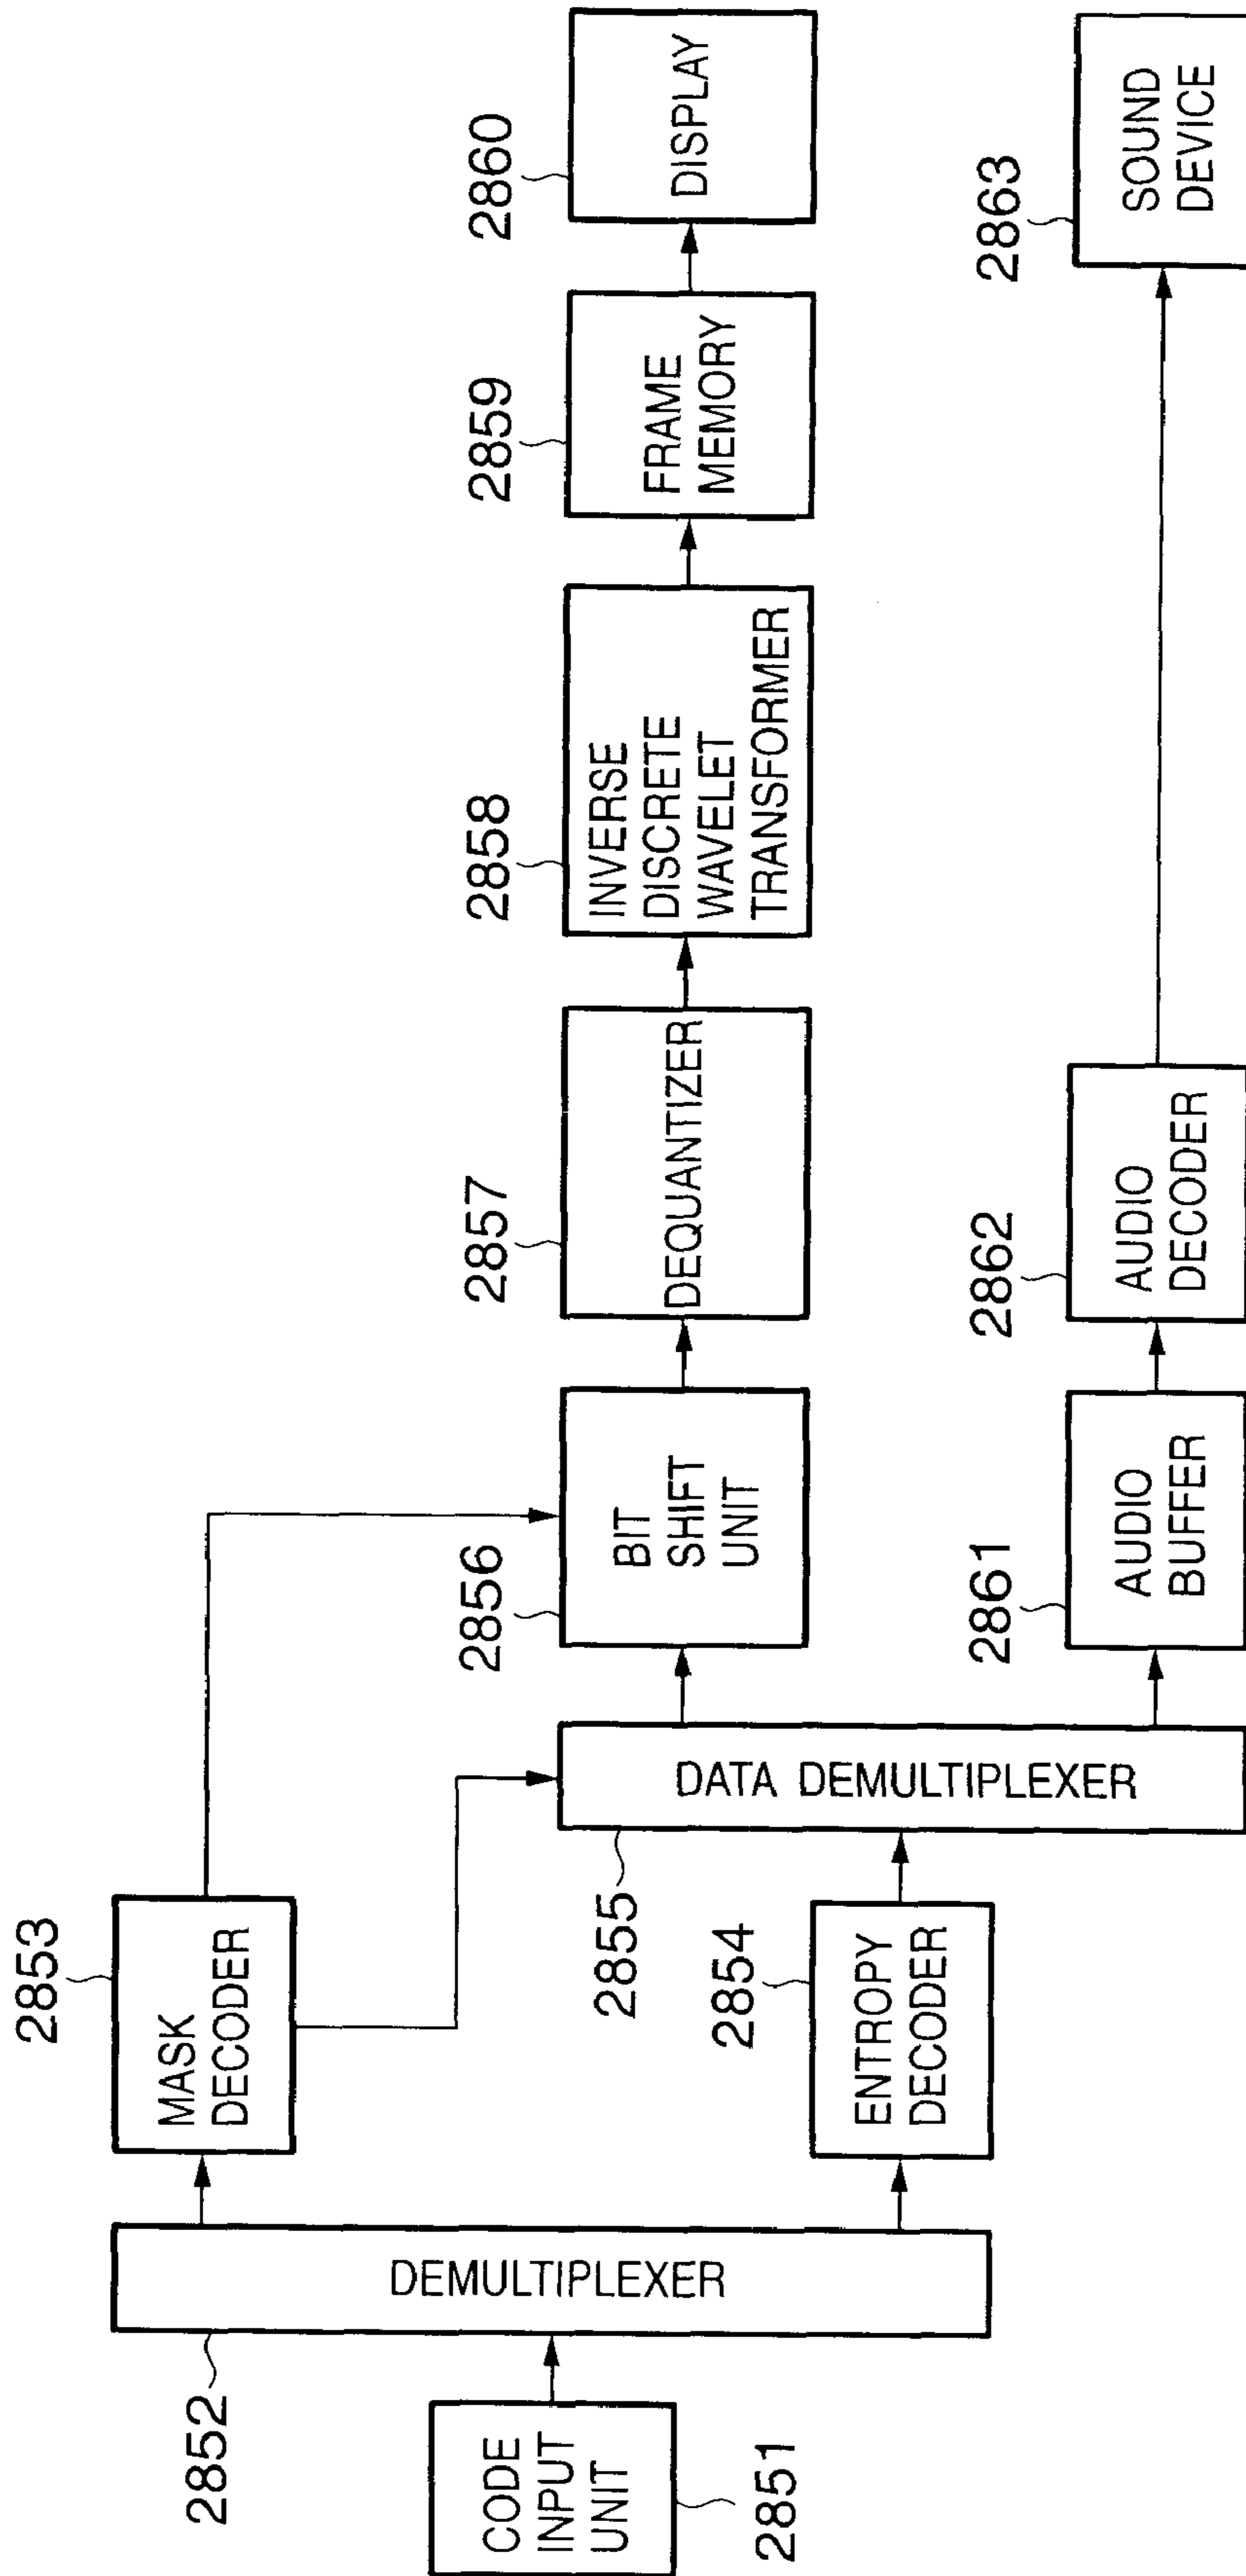 2851
CODE
INPUT
UNIT
2852
DEMULTIPLEXER
2853
MASK
DECODER
2854
ENTROPY
DECODER
2855
DATA DEMULTIPLEXER
2856
BIT
SHIFT
UNIT
2857
DEQUANTIZER
2858
INVERSE
DISCRETE
WAVELET
TRANSFORMER
2859
FRAME
MEMORY
2860
DISPLAY
2861
AUDIO
BUFFER
2862
AUDIO
DECODER
2863
SOUND
DEVICE